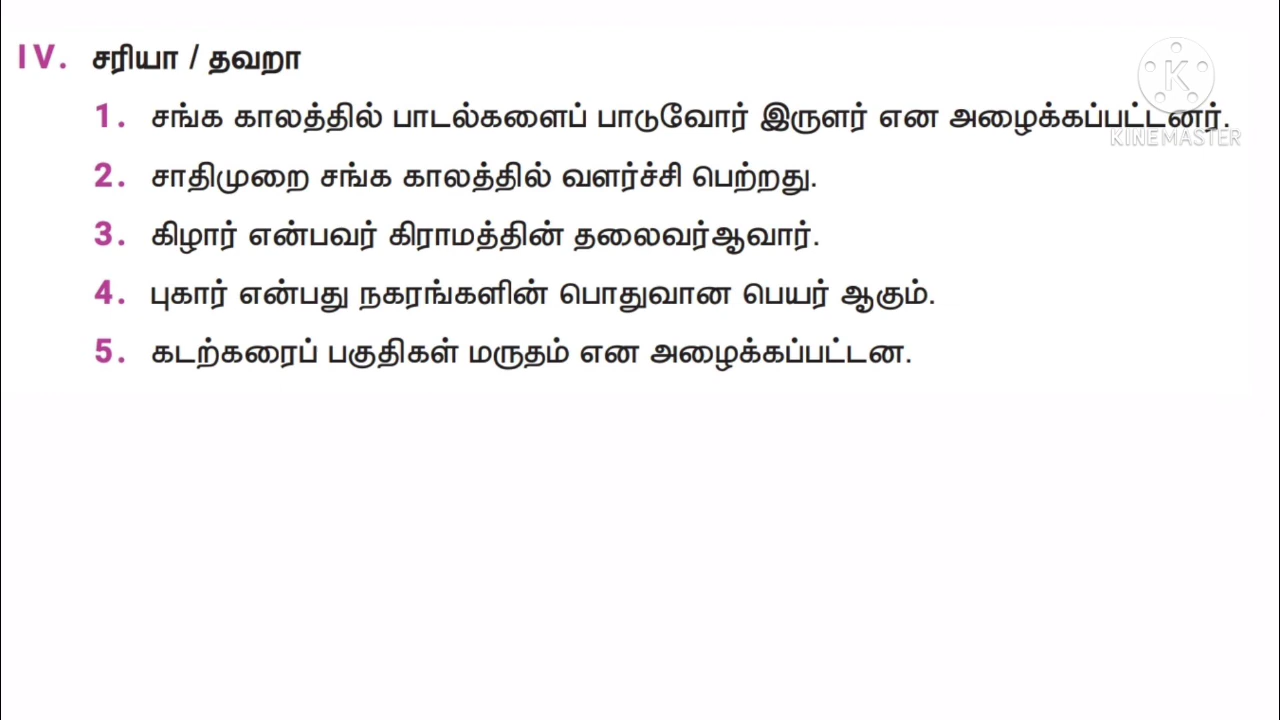 IV. சரியா / தவறா
1. சங்க காலத்தில் பாடல்களைப் பாடுவோர் இருளர் என அழைக்கப்பட்டனர்.
KINEMASTER
2. சாதிமுறை சங்க காலத்தில் வளர்ச்சி பெற்றது.
3. கிழார் என்பவர் கிராமத்தின் தலைவர்ஆவார்.
4. புகார் என்பது நகரங்களின் பொதுவான பெயர் ஆகும்.
5. கடற்கரைப் பகுதிகள் மருதம் என அழைக்கப்பட்டன.